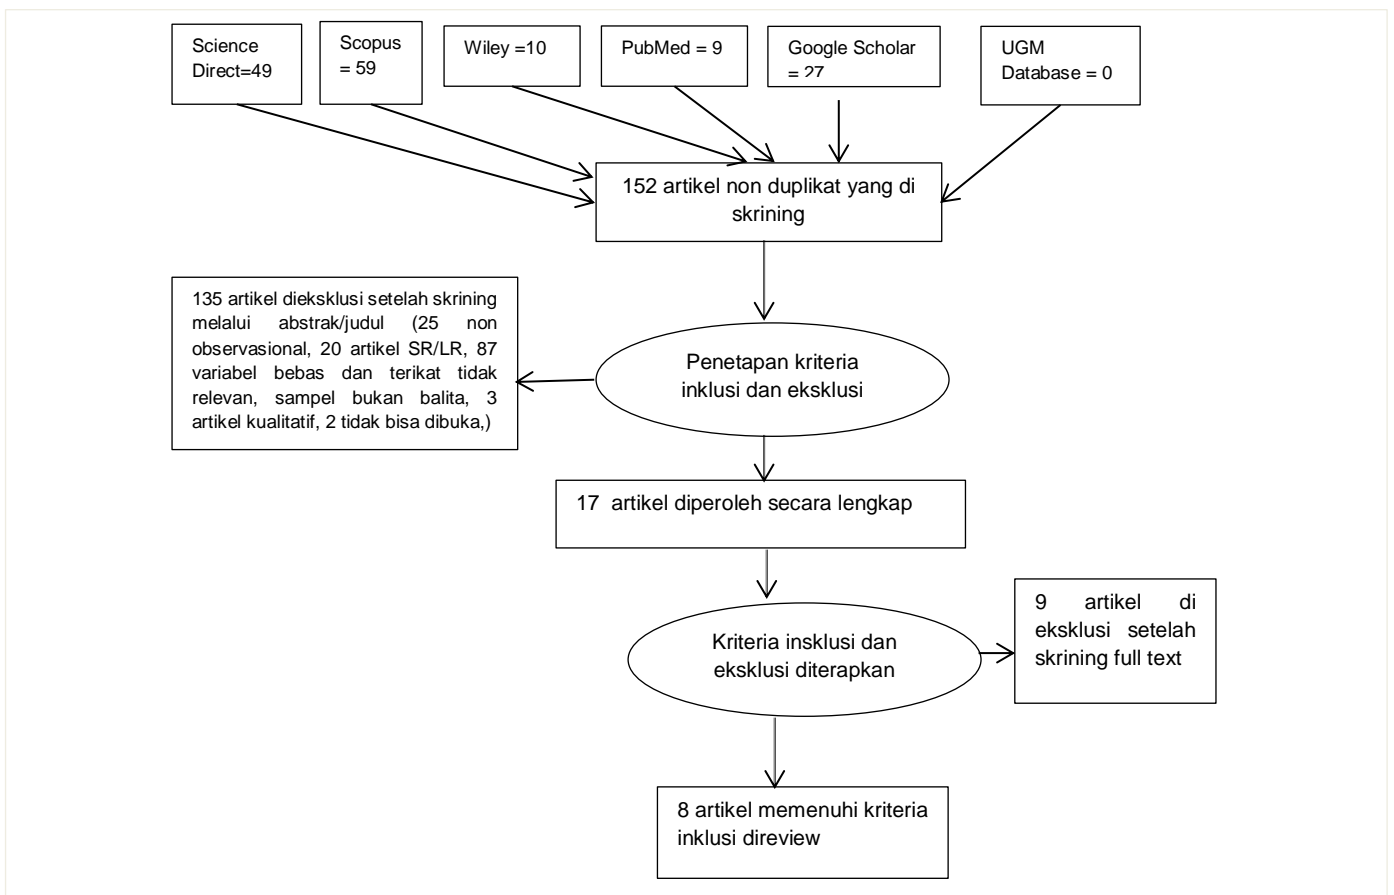 Science
Direct=49
Scopus
= 59
Wiley =10
PubMed = 9
Google Scholar
= 27
UGM
Database = 0
152 artikel non duplikat yang di
skrining
135 artikel dieksklusi setelah skrining
melalui abstrak/judul (25 non
observasional, 20 artikel SR/LR, 87
variabel bebas dan terikat tidak
relevan, sampel bukan balita, 3
artikel kualitatif, 2 tidak bisa dibuka,)
Penetapan kriteria
inklusi dan eksklusi
17 artikel diperoleh secara lengkap
Kriteria insklusi dan
eksklusi diterapkan
9 artikel di
eksklusi setelah
skrining full text
8 artikel memenuhi kriteria
inklusi direview